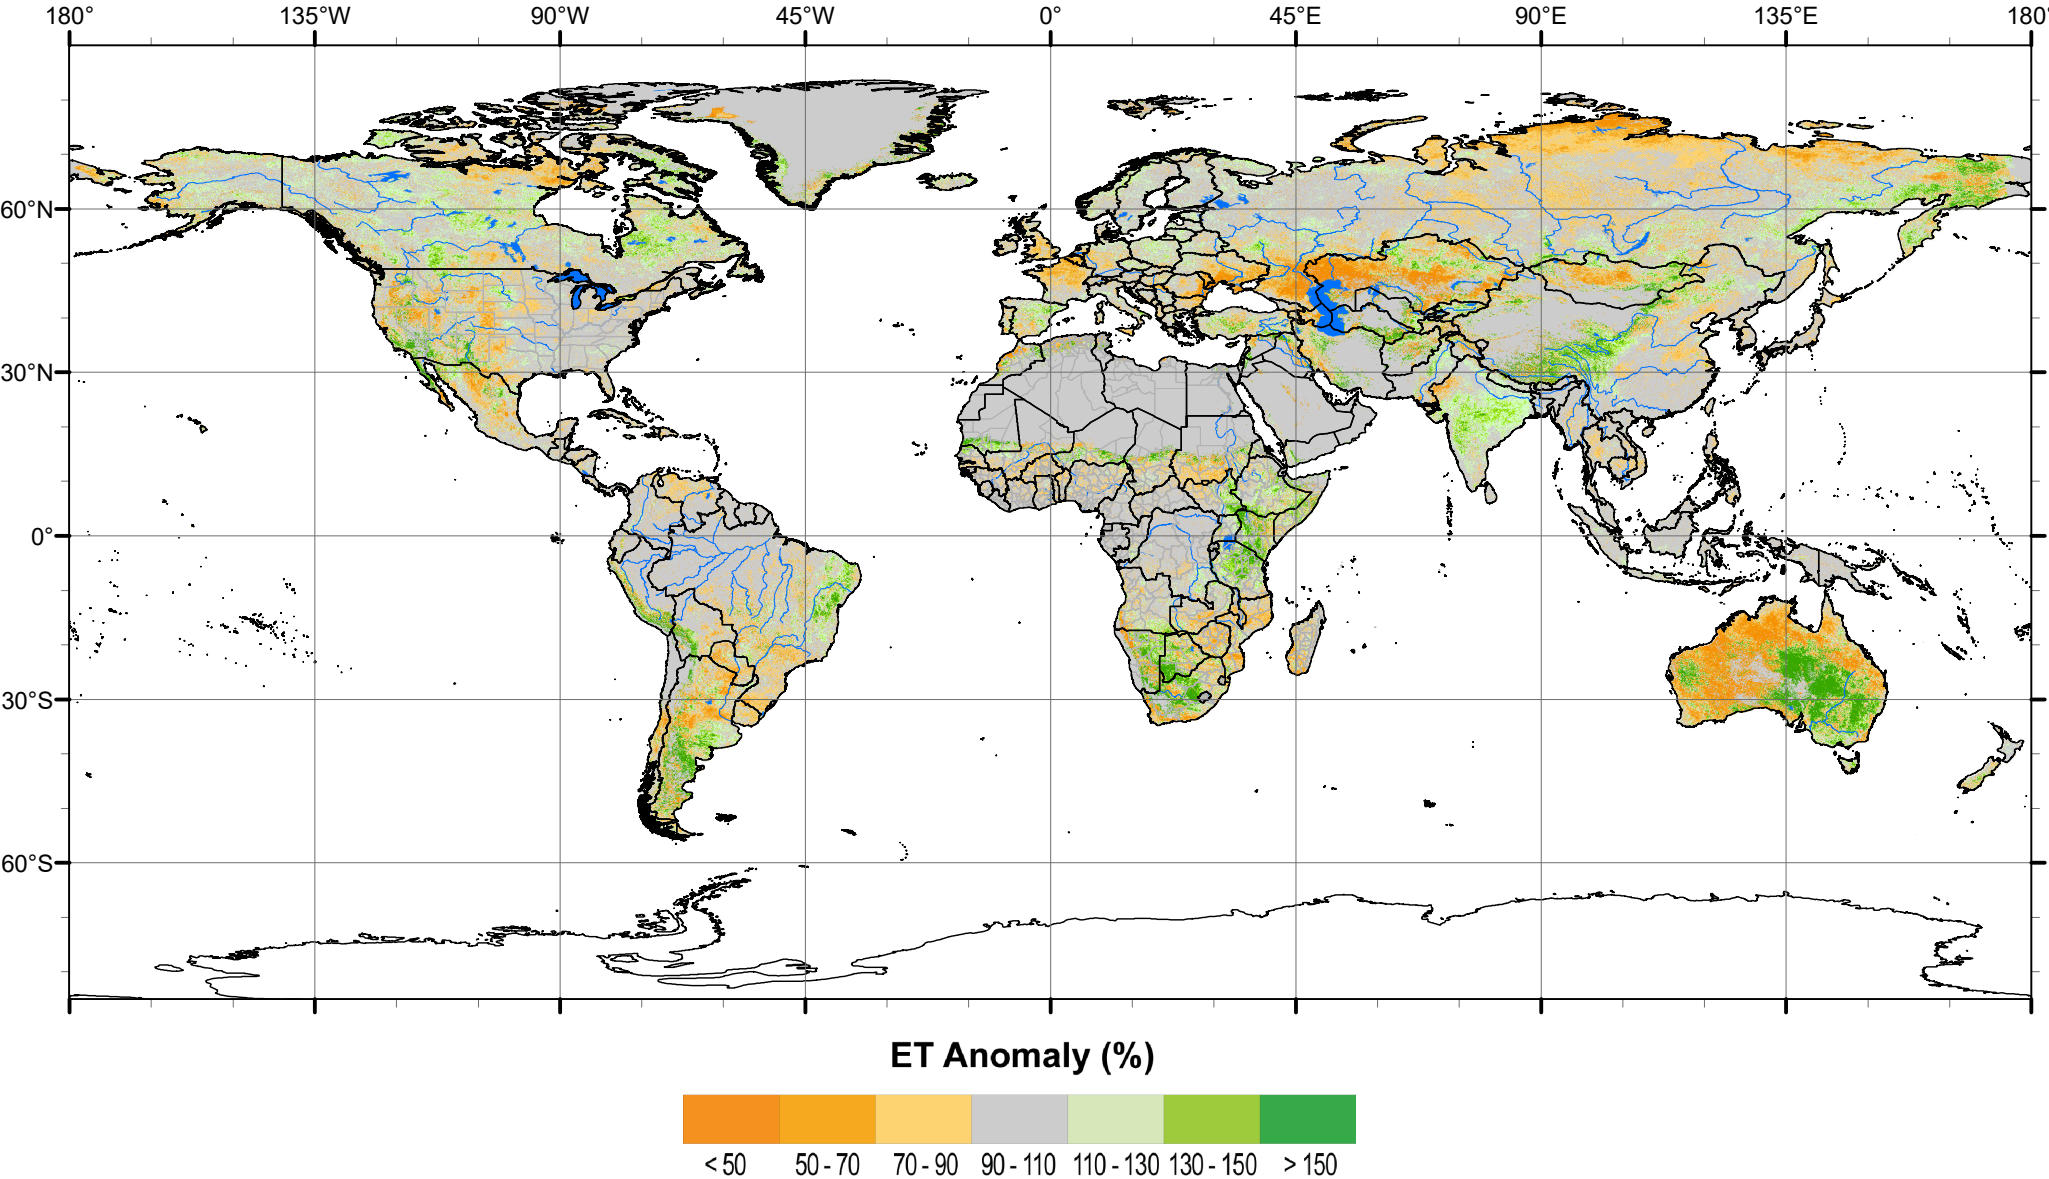 180° 135°W 90°W 45°W 0° 45°E 90°E 135°E 180°
60°N
30°N
0°
30°S
60°S
ET Anomaly (%)
< 50 50 - 70 70 - 90 90 - 110 110 - 130 130 - 150 > 150